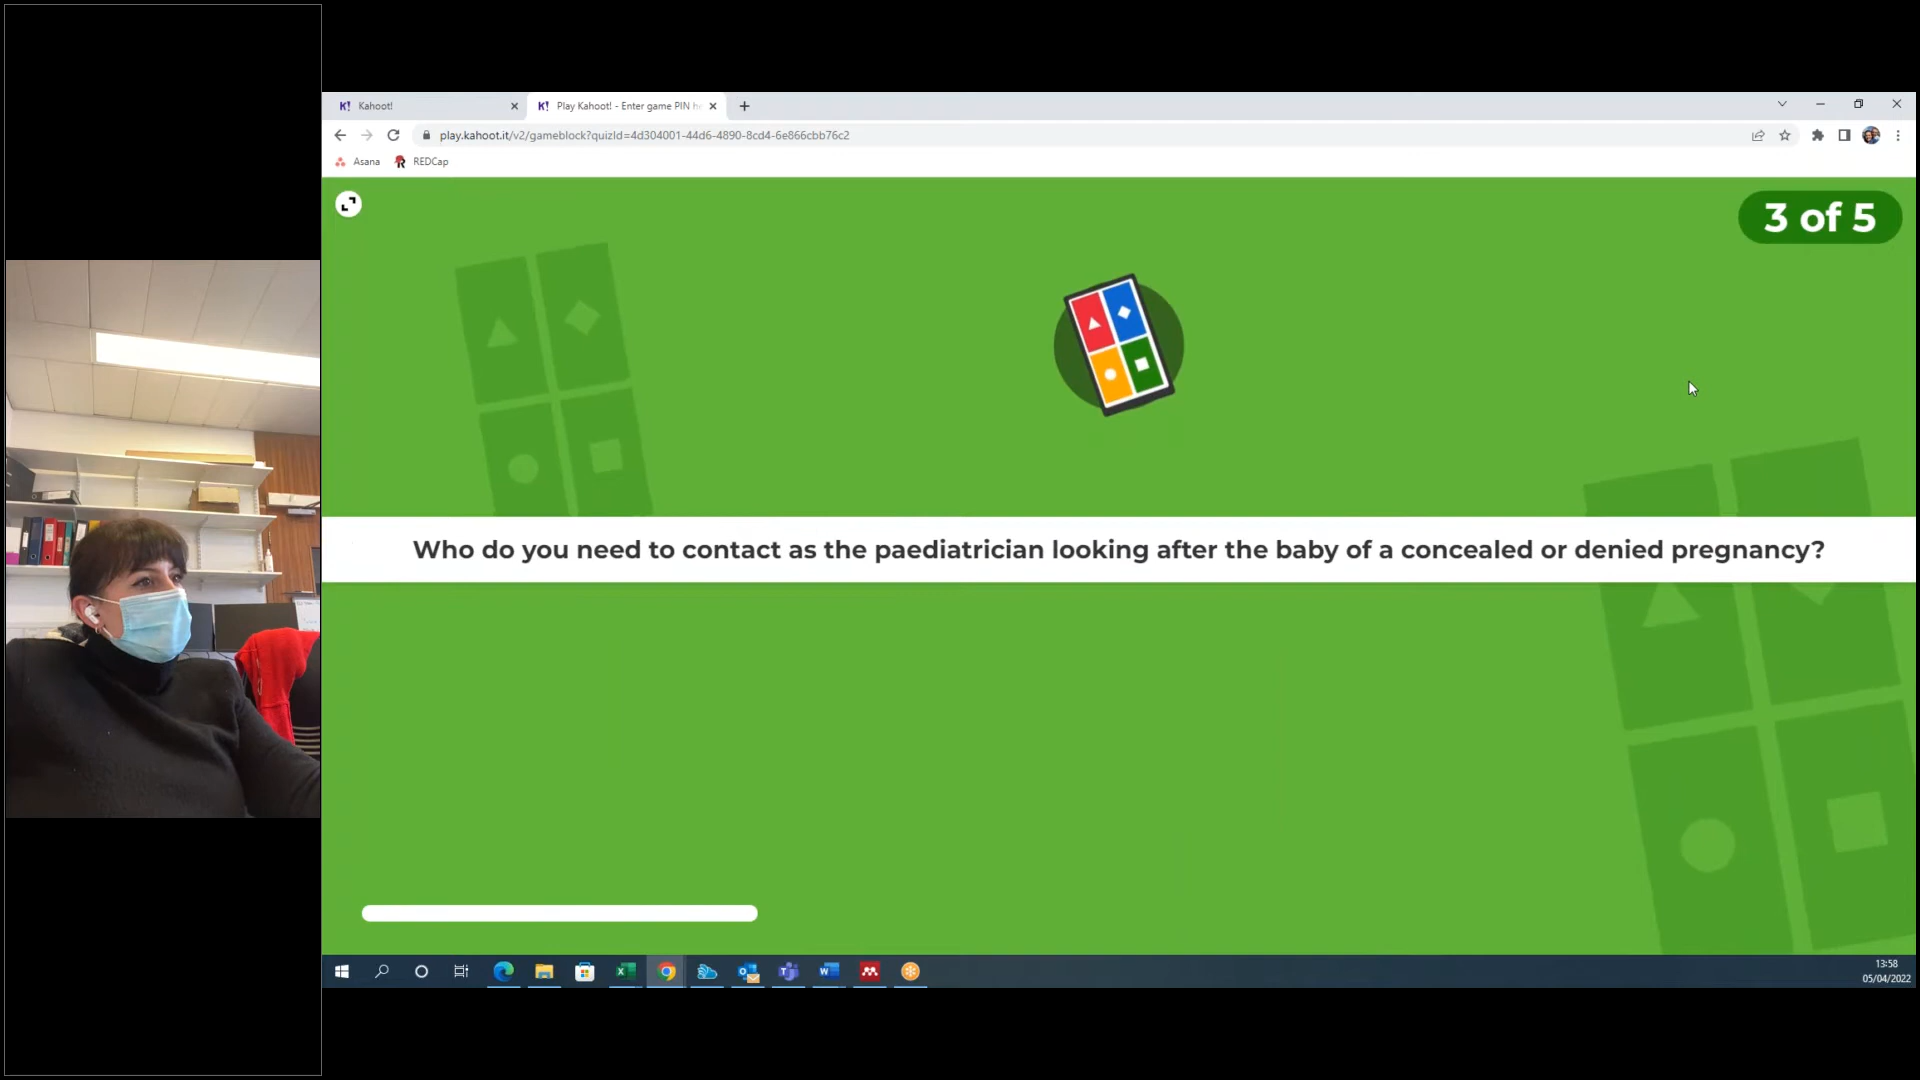 K! Kahoot!
K! Play Kahoot! - Enter game PIN he
play.kahoot.it/v2/gameblock?quizId=4d304001-44d6-4890-8cd4-6e866cbb76c2
Asana
REDCap
3 of 5
Who do you need to contact as the paediatrician looking after the baby of a concealed or denied pregnancy?
13:58
05/04/2022